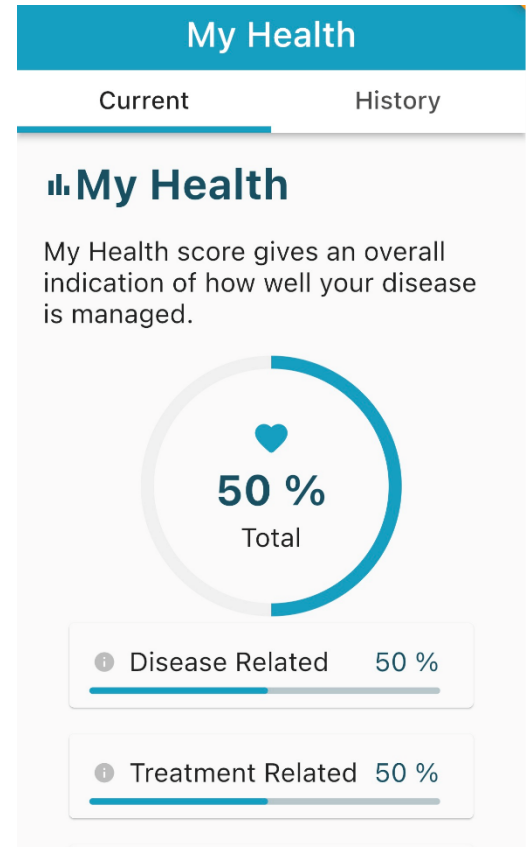 My Health
Current History
My Health
My Health score gives an overall
indication of how well your disease
is managed.
50 %
Total
Disease Related 50 %
Treatment Related 50 %